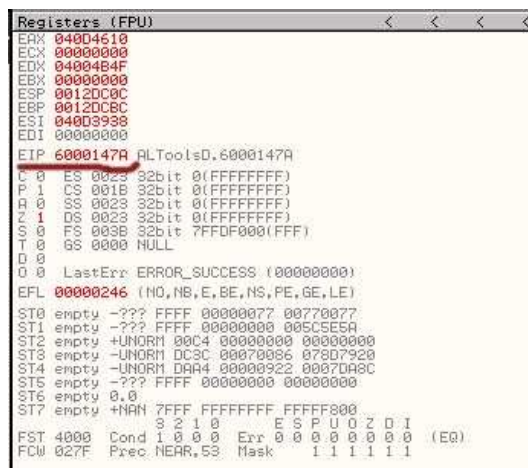 Registers (FPU) < < < <
EAX 040D4610
ECX 00000000
EDX 04004B4F
EBX 00000000
ESP 0012DC0C
EBP 0012DCBC
ESI 040D3938
EDI 00000000
EIP 6000147A ALToolsD.6000147A
C 0 ES 0023 32bit 0(FFFFFFFF)
P 1 CS 001B 32bit 0(FFFFFFFF)
A 0 SS 0023 32bit 0(FFFFFFFF)
Z 1 DS 0023 32bit 0(FFFFFFFF)
S 0 FS 003B 32bit 7FFDF000(FFF)
T 0 GS 0000 NULL
D 0
O 0 LastErr ERROR_SUCCESS (00000000)
EFL 00000246 (NO,NB,E,BE,NS,PE,GE,LE)
ST0 empty -??? FFFF 00000077 00770077
ST1 empty -??? FFFF 00000000 005C5E5A
ST2 empty +UNORM 00C4 00000000 00000000
ST3 empty -UNORM DC3C 00070086 078D7920
ST4 empty -UNORM DAA4 00000922 0007DA8C
ST5 empty -??? FFFF 00000000 00000000
ST6 empty 0.0
ST7 empty +NAN 7FFF FFFFFFFF FFFFF800
3 2 1 0 E S P U O Z D I
FST 4000 Cond 1 0 0 0 Err 0 0 0 0 0 0 0 0 (EQ)
FCW 027F Prec NEAR,53 Mask 1 1 1 1 1 1